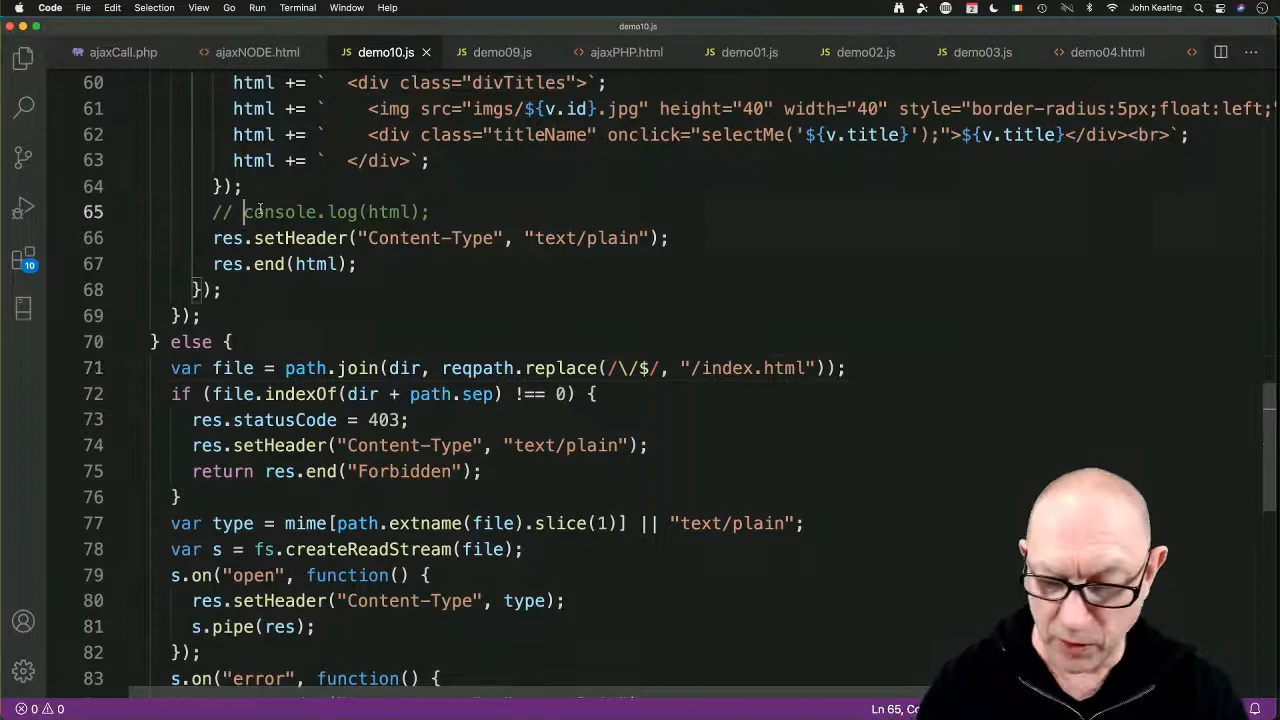 Code File Edit Selection View Go Run Terminal Window Help 2 John Keating
demo10.js
ajaxCall.php ajaxNODE.html demo10.js demo09.js ajaxPHP.html demo01.js demo02.js demo03.js demo04.html
60 html += `  <div class="divTitles">`;
61 html += `    <img src="imgs/${v.id}.jpg" height="40" width="40" style="border-radius:5px;float:left;
62 html += `    <div class="titleName" onclick="selectMe('${v.title}');">${v.title}</div><br>`;
63 html += `  </div>`;
64 });
65 // console.log(html);
66 res.setHeader("Content-Type", "text/plain");
67 res.end(html);
68 });
69 });
70 } else {
71 var file = path.join(dir, reqpath.replace(/\/$/, "/index.html"));
72 if (file.indexOf(dir + path.sep) !== 0) {
73 res.statusCode = 403;
74 res.setHeader("Content-Type", "text/plain");
75 return res.end("Forbidden");
76 }
77 var type = mime[path.extname(file).slice(1)] || "text/plain";
78 var s = fs.createReadStream(file);
79 s.on("open", function() {
80 res.setHeader("Content-Type", type);
81 s.pipe(res);
82 });
83 s.on("error", function() {
10
0 0 Ln 65,